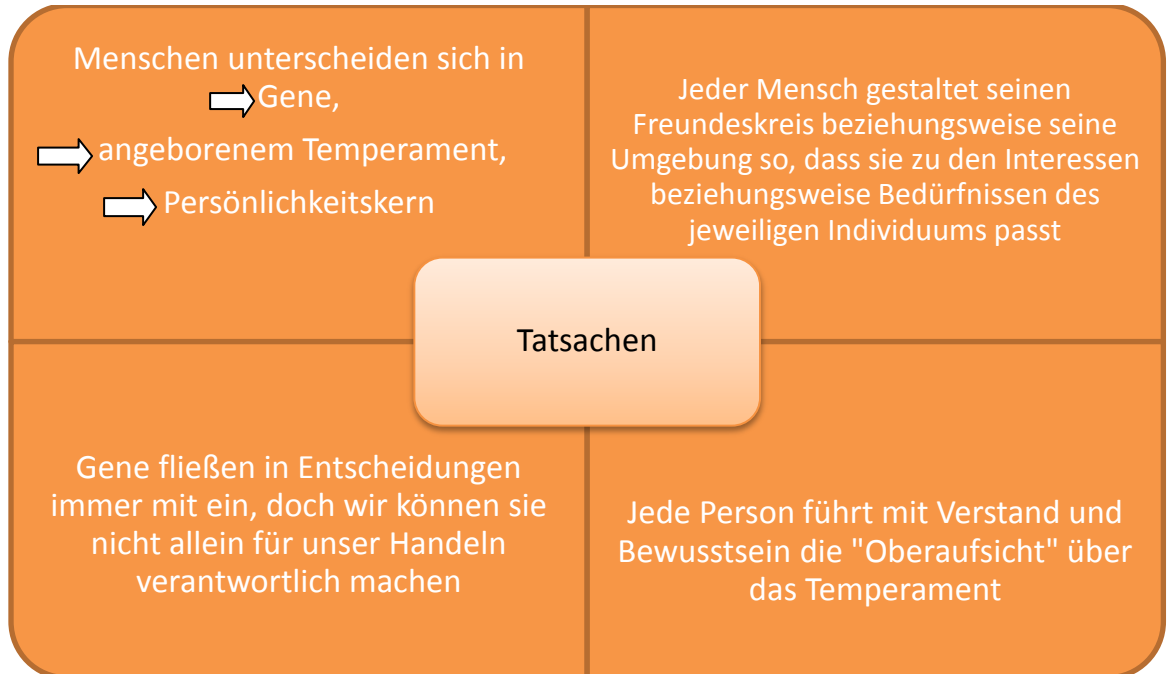 Menschen unterscheiden sich in
Gene,
angeborenem Temperament,
Persönlichkeitskern
Jeder Mensch gestaltet seinen
Freundeskreis beziehungsweise seine
Umgebung so, dass sie zu den Interessen
beziehungsweise Bedürfnissen des
jeweiligen Individuums passt
Tatsachen
Gene fließen in Entscheidungen
immer mit ein, doch wir können sie
nicht allein für unser Handeln
verantwortlich machen
Jede Person führt mit Verstand und
Bewusstsein die "Oberaufsicht" über
das Temperament